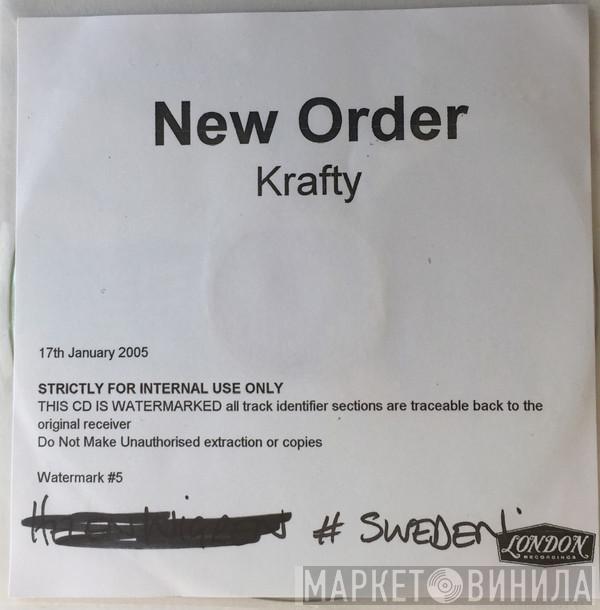 New Order
Krafty
17th January 2005
STRICTLY FOR INTERNAL USE ONLY
THIS CD IS WATERMARKED all track identifier sections are traceable back to the
original receiver
Do Not Make Unauthorised extraction or copies
Watermark #5
# SWEDEN
LONDON
RECORDINGS
МАРКЕТ ВИНИЛА